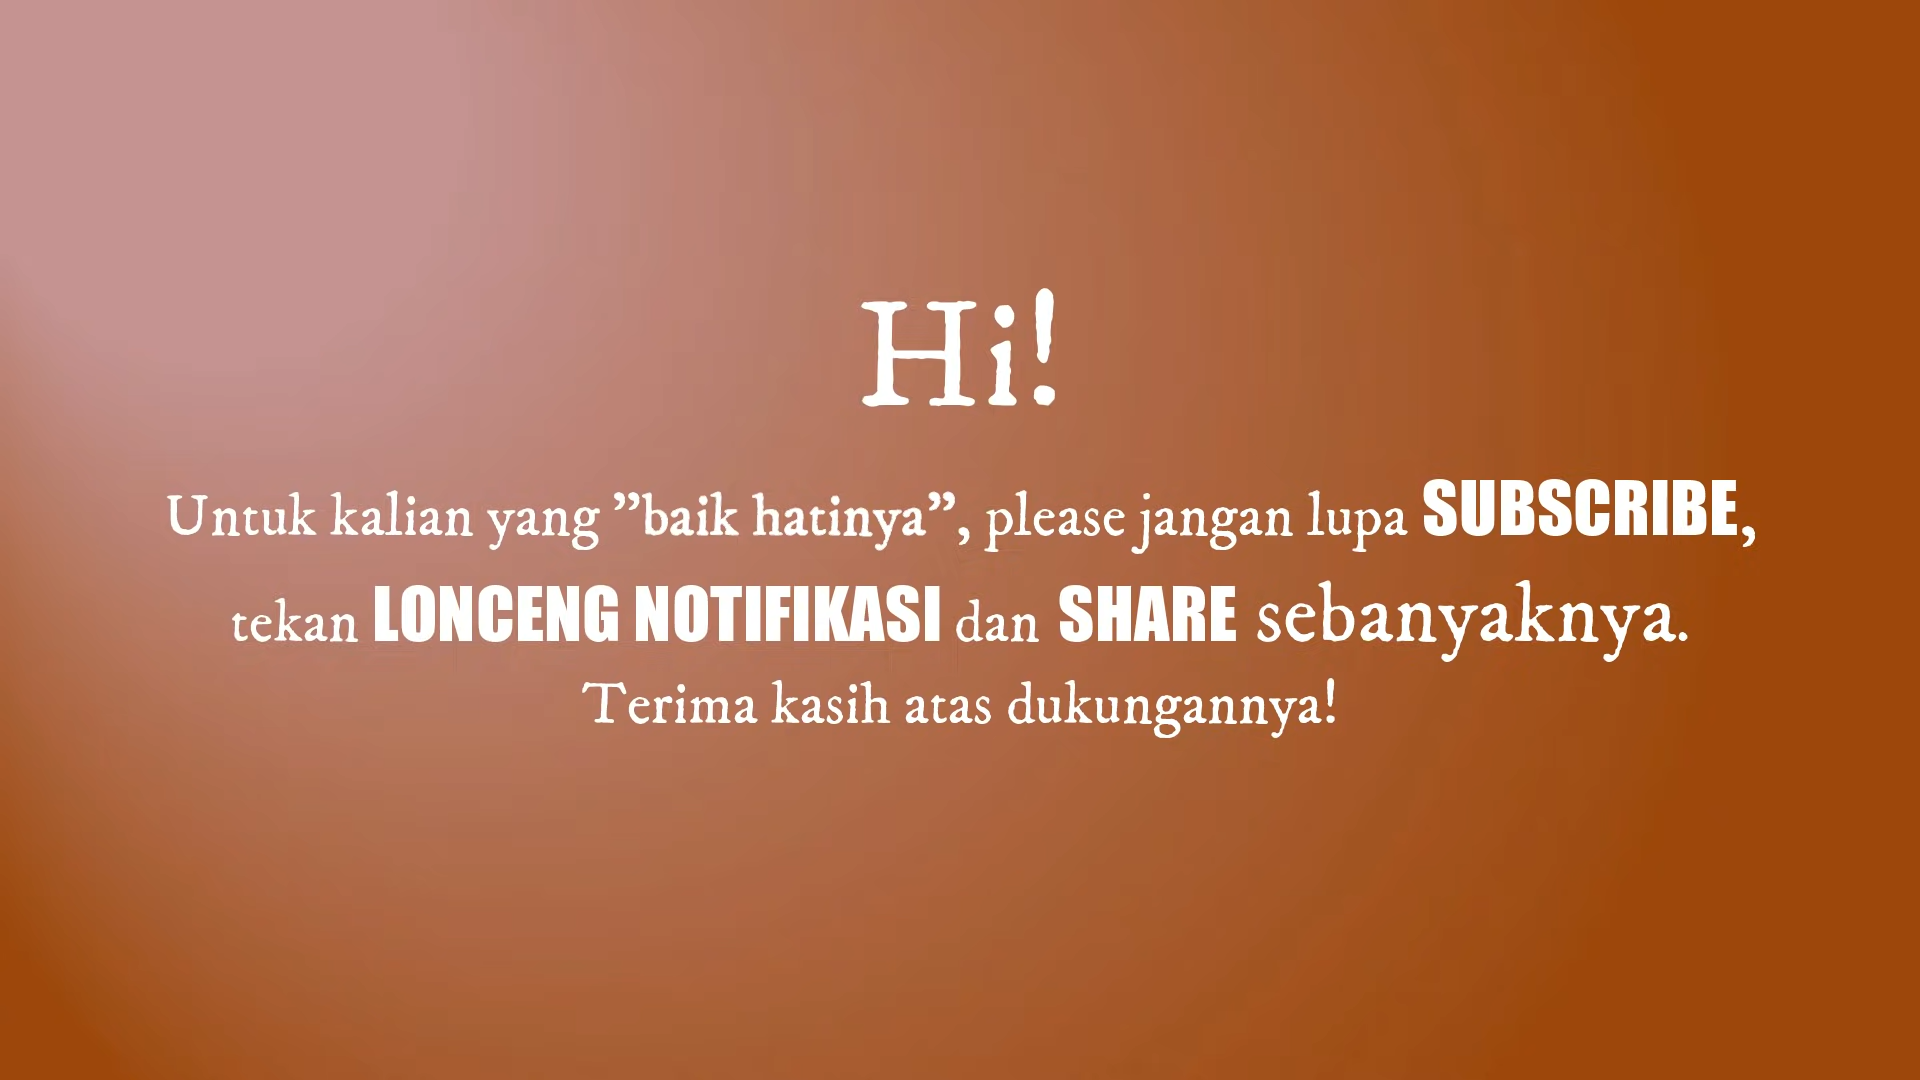 Hi!
Untuk kalian yang ”baik hatinya”, please jangan lupa SUBSCRIBE,
tekan LONCENG NOTIFIKASI dan SHARE sebanyaknya.
Terima kasih atas dukungannya!